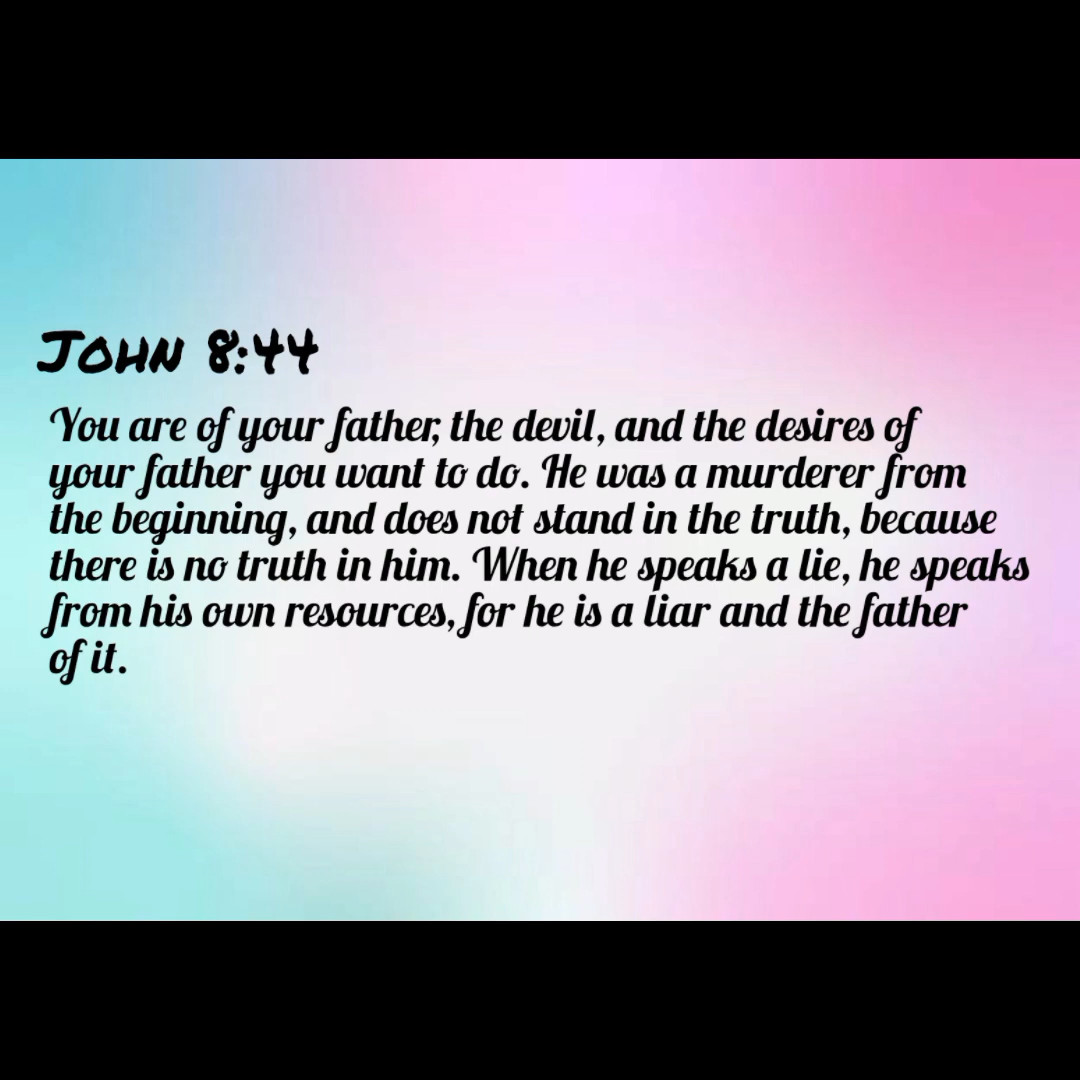 John 8:44
You are of your father, the devil, and the desires of
your father you want to do. He was a murderer from
the beginning, and does not stand in the truth, because
there is no truth in him. When he speaks a lie, he speaks
from his own resources, for he is a liar and the father
of it.